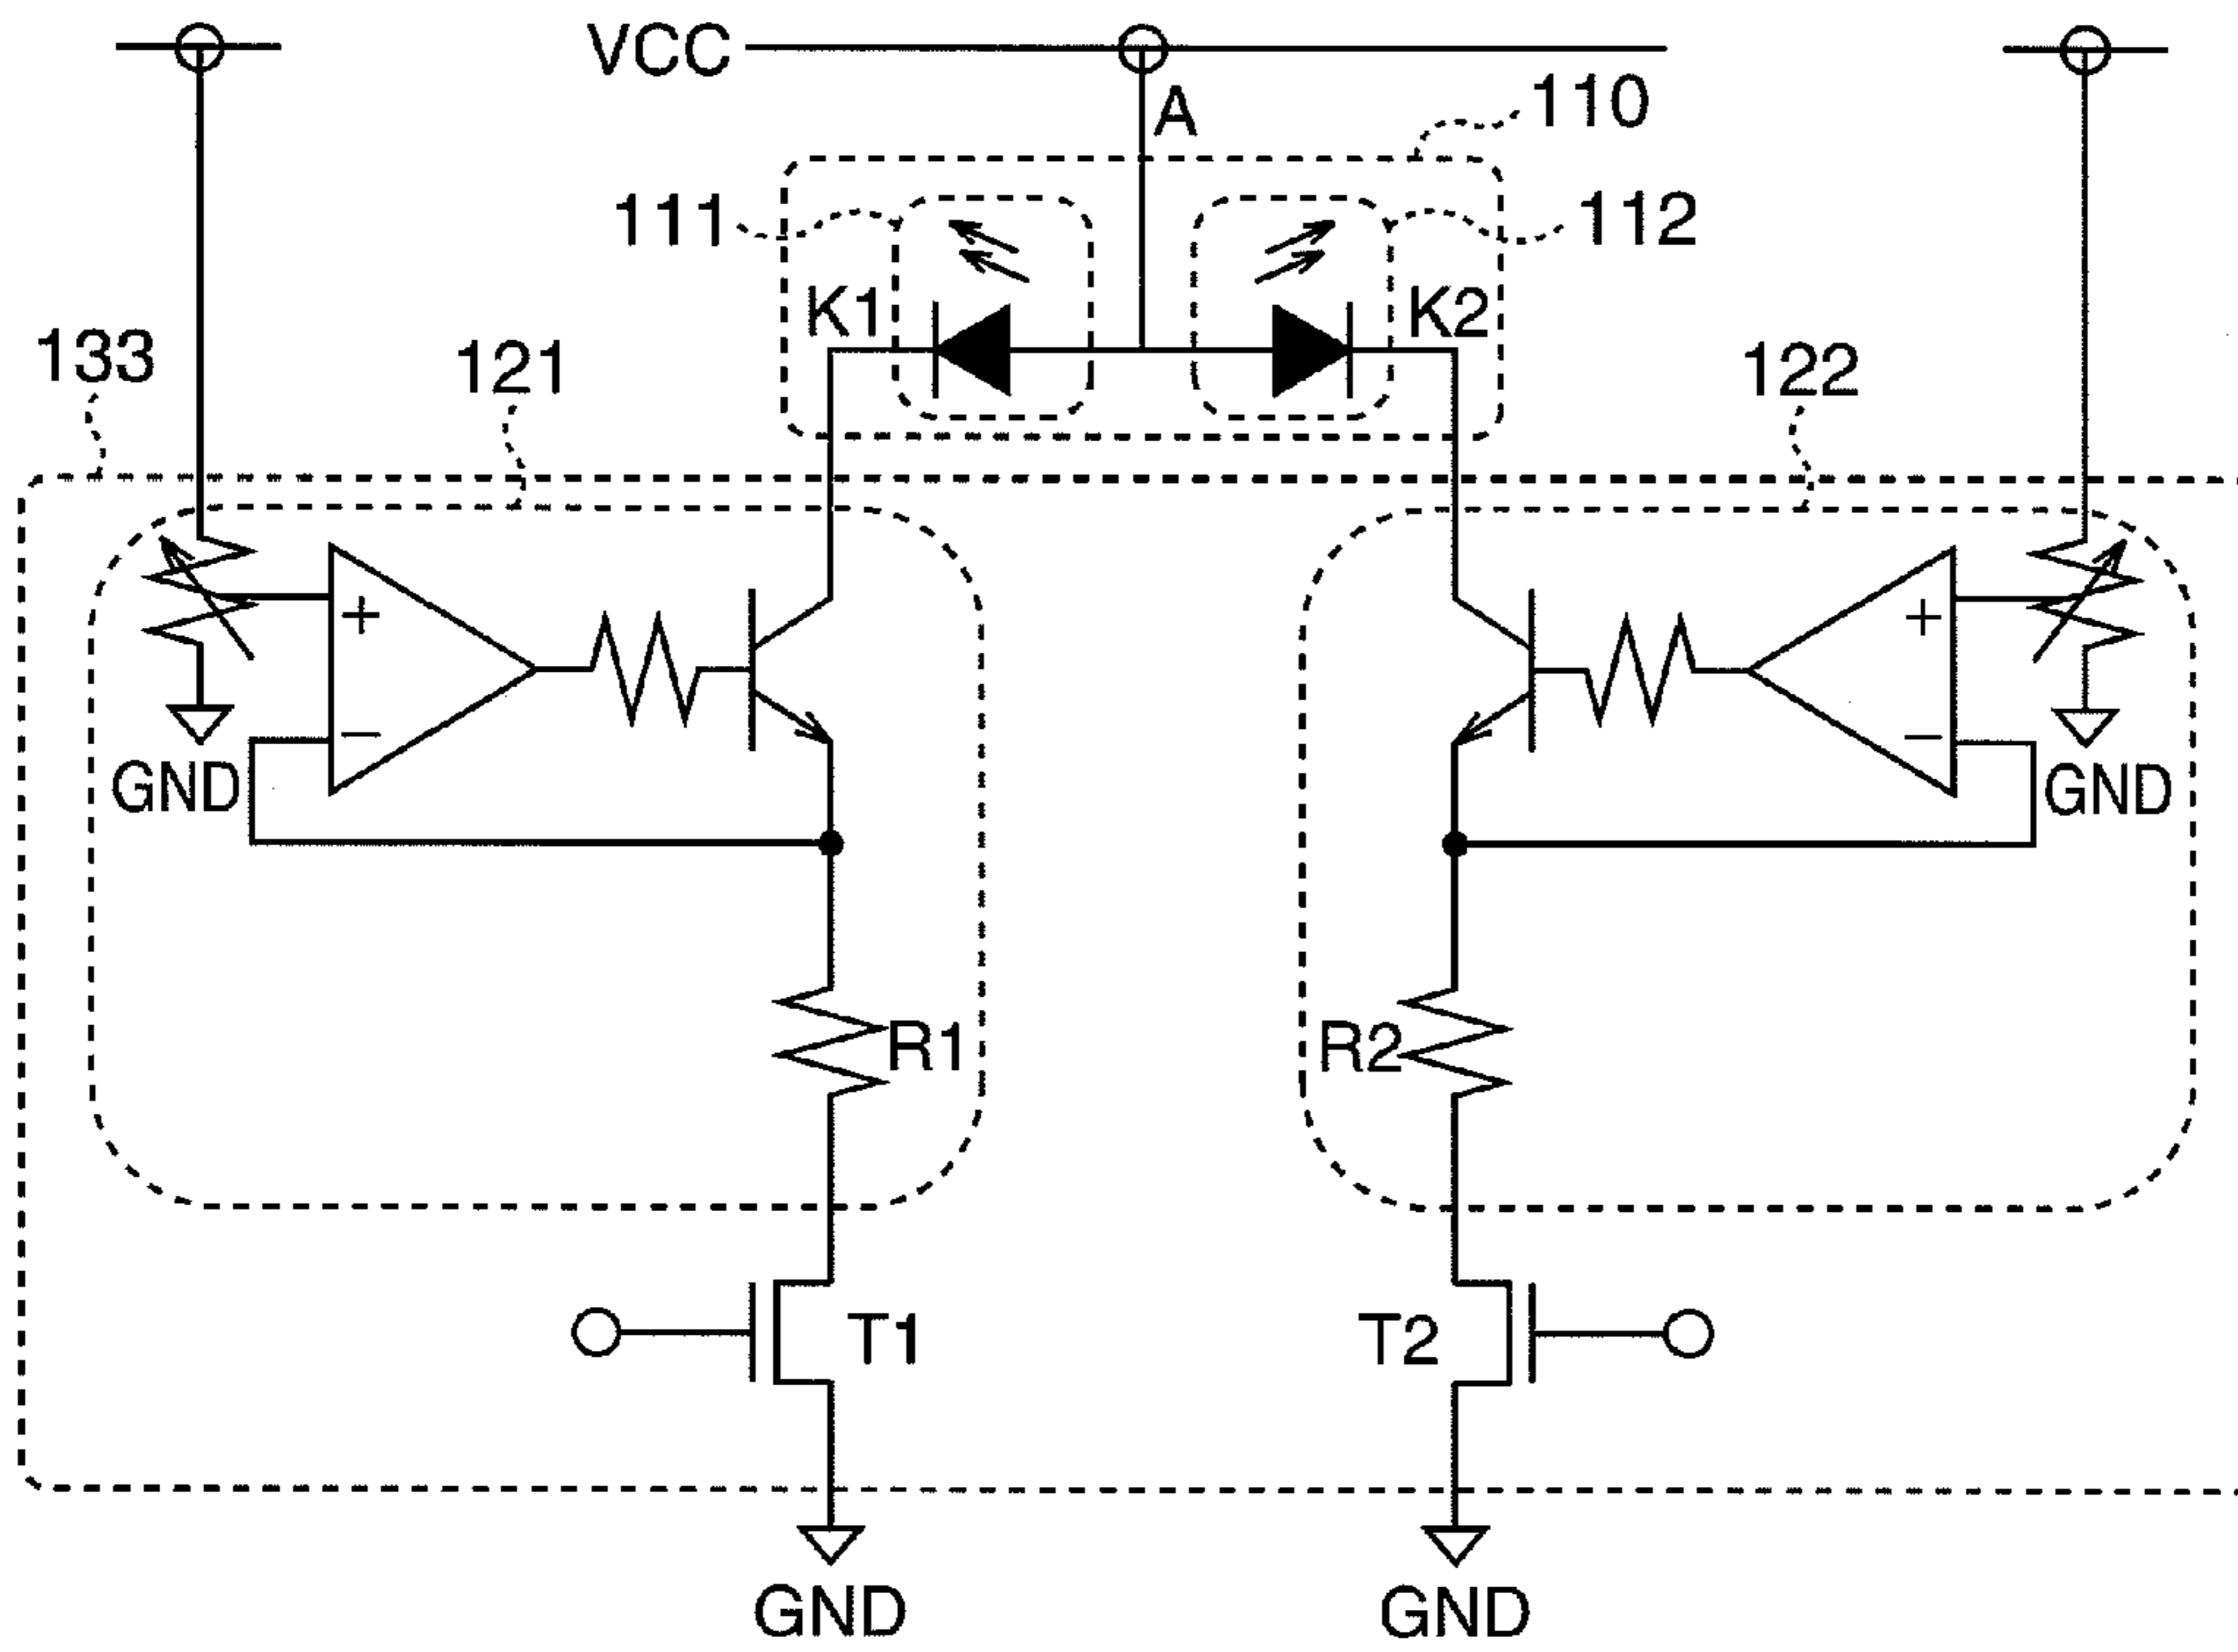 VCC
A
110
111
112
K1
K2
133
121
122
+
+
−
−
GND
GND
R1
R2
T1
T2
GND
GND